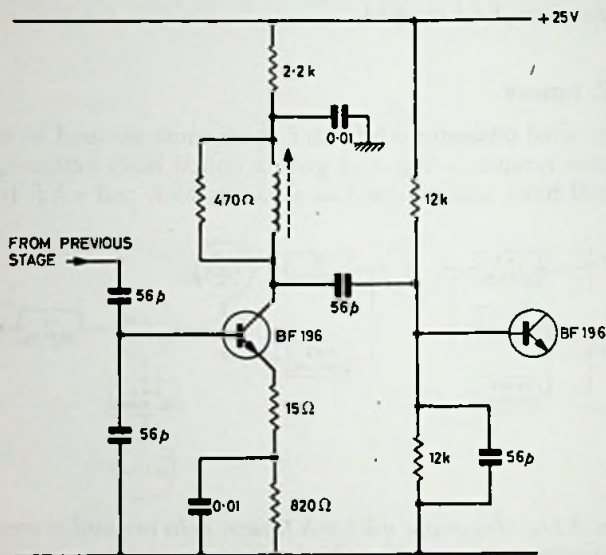 +25V
2·2k
0·01
470Ω
12k
FROM PREVIOUS
STAGE
56p
56p
BF 196
BF 196
56p
15Ω
12k
56p
0·01
820Ω